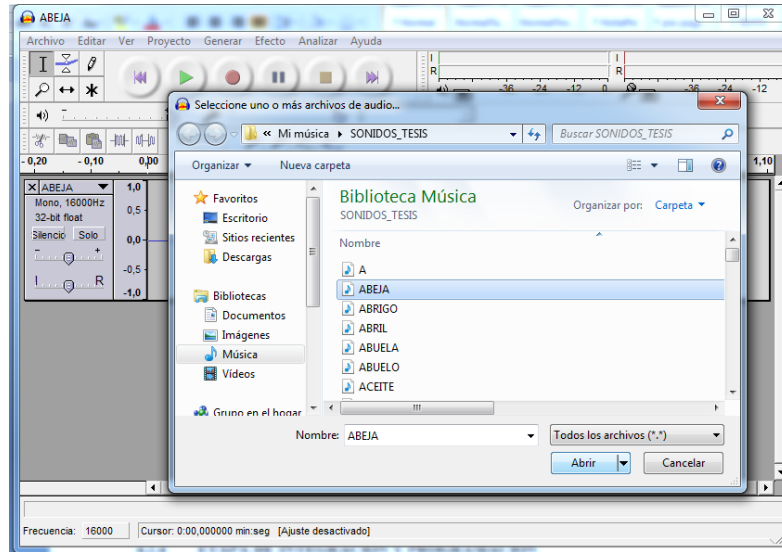 ABEJA
Archivo Editar Ver Proyecto Generar Efecto Analizar Ayuda
I
R
I
R
-36 -24 -12 0
-36 -24 -12
Seleccione uno o más archivos de audio...
« Mi música ▸ SONIDOS_TESIS
Buscar SONIDOS_TESIS
Organizar Nueva carpeta
- 0,20 - 0,10 0,00 1,10
ABEJA
Mono, 16000Hz
32-bit float
Silencio Solo
- +
I R
1,0
0,5
0,0
-0,5
-1,0
Favoritos
Escritorio
Sitios recientes
Descargas
Bibliotecas
Documentos
Imágenes
Música
Vídeos
Grupo en el hogar
Biblioteca Música
SONIDOS_TESIS
Organizar por: Carpeta
Nombre
A
ABEJA
ABRIGO
ABRIL
ABUELA
ABUELO
ACEITE
Nombre: ABEJA
Todos los archivos (*.*)
Abrir
Cancelar
Frecuencia: 16000 Cursor: 0:00,000000 min:seg [Ajuste desactivado]